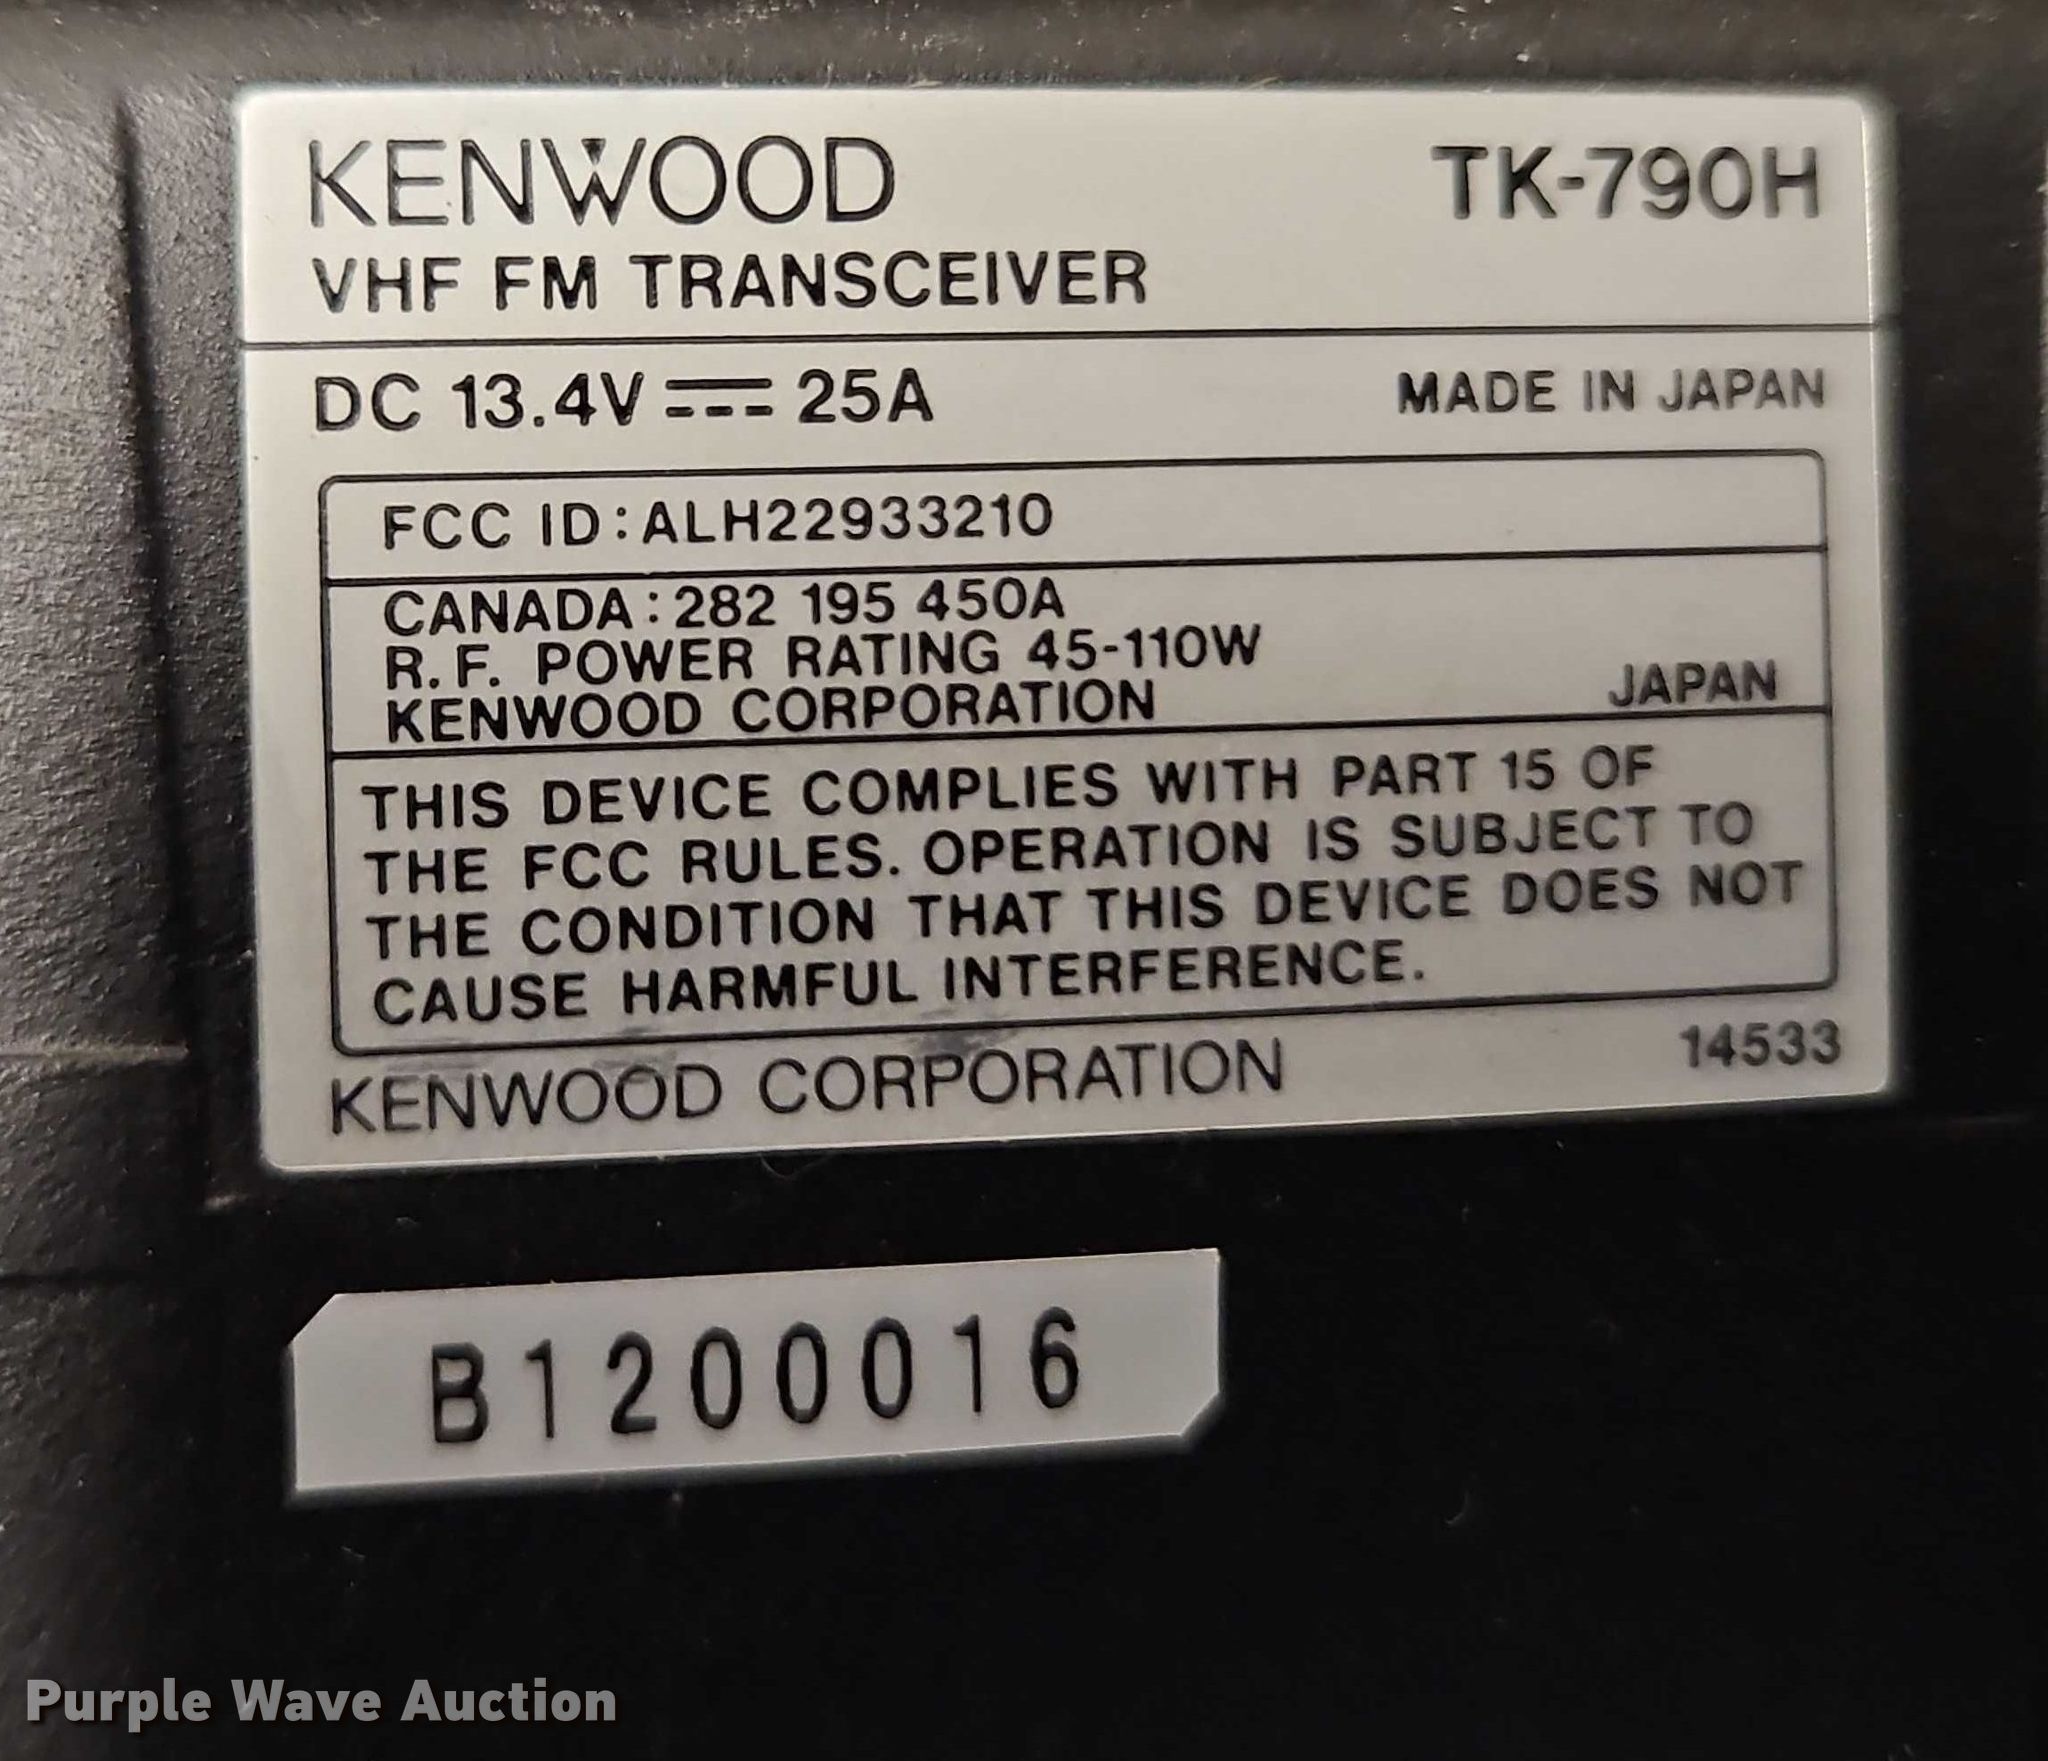 KENWOOD TK-790H
VHF FM TRANSCEIVER
DC 13.4V ⎓ 25A MADE IN JAPAN
FCC ID:ALH22933210
CANADA:282 195 450A
R.F. POWER RATING 45-110W
KENWOOD CORPORATION JAPAN
THIS DEVICE COMPLIES WITH PART 15 OF
THE FCC RULES. OPERATION IS SUBJECT TO
THE CONDITION THAT THIS DEVICE DOES NOT
CAUSE HARMFUL INTERFERENCE.
KENWOOD CORPORATION 14533
B1200016
Purple Wave Auction